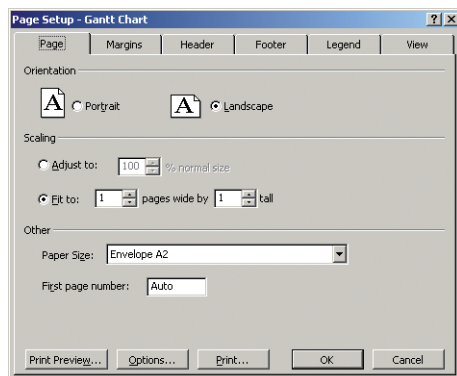 Page Setup - Gantt Chart
Page Margins Header Footer Legend View
Orientation
A Portrait A Landscape
Scaling
Adjust to: 100 % normal size
Fit to: 1 pages wide by 1 tall
Other
Paper Size: Envelope A2
First page number: Auto
Print Preview... Options... Print... OK Cancel